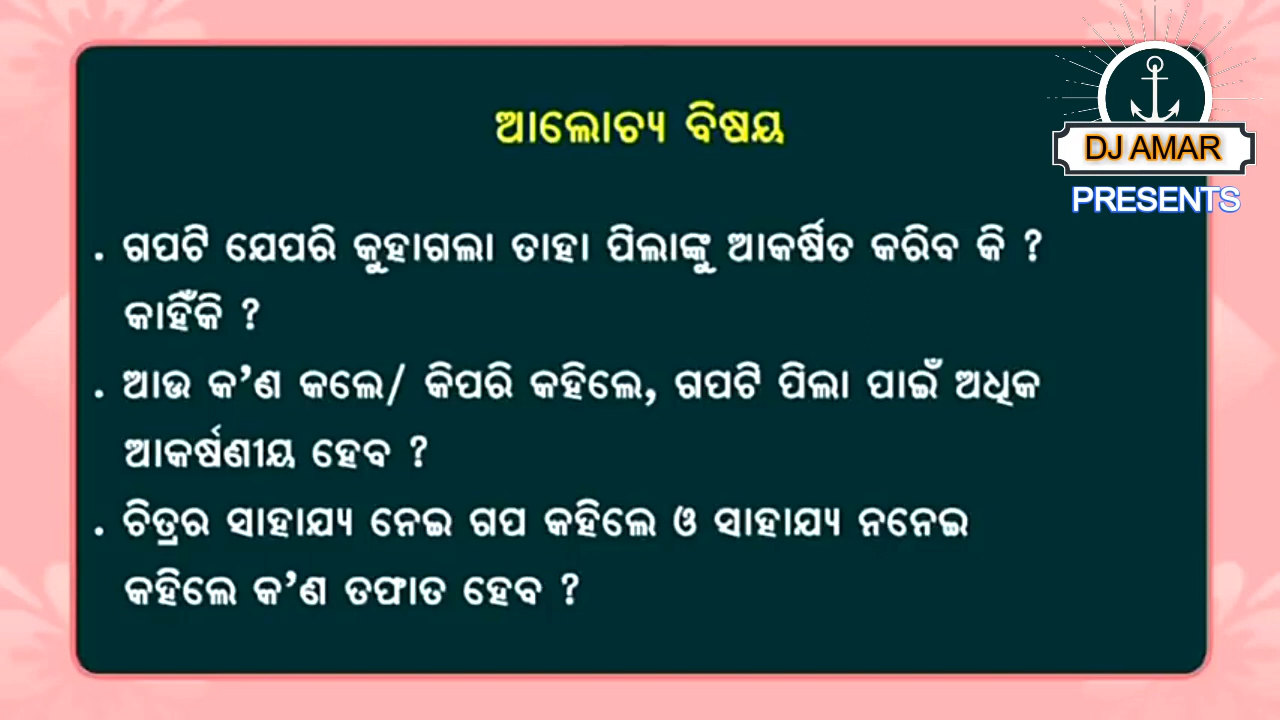 ଆଲୋଚ୍ୟ ବିଷୟ
DJ AMAR
PRESENTS
. ଗପଟି ଯେପରି କୁହାଗଲା ତାହା ପିଲାଙ୍କୁ ଆକର୍ଷିତ କରିବ କି ?
କାହିଁକି ?
. ଆଉ କ’ଣ କଲେ/ କିପରି କହିଲେ, ଗପଟି ପିଲା ପାଇଁ ଅଧିକ
ଆକର୍ଷଣୀୟ ହେବ ?
. ଚିତ୍ରର ସାହାଯ୍ୟ ନେଇ ଗପ କହିଲେ ଓ ସାହାଯ୍ୟ ନନେଇ
କହିଲେ କ’ଣ ତଫାତ ହେବ ?